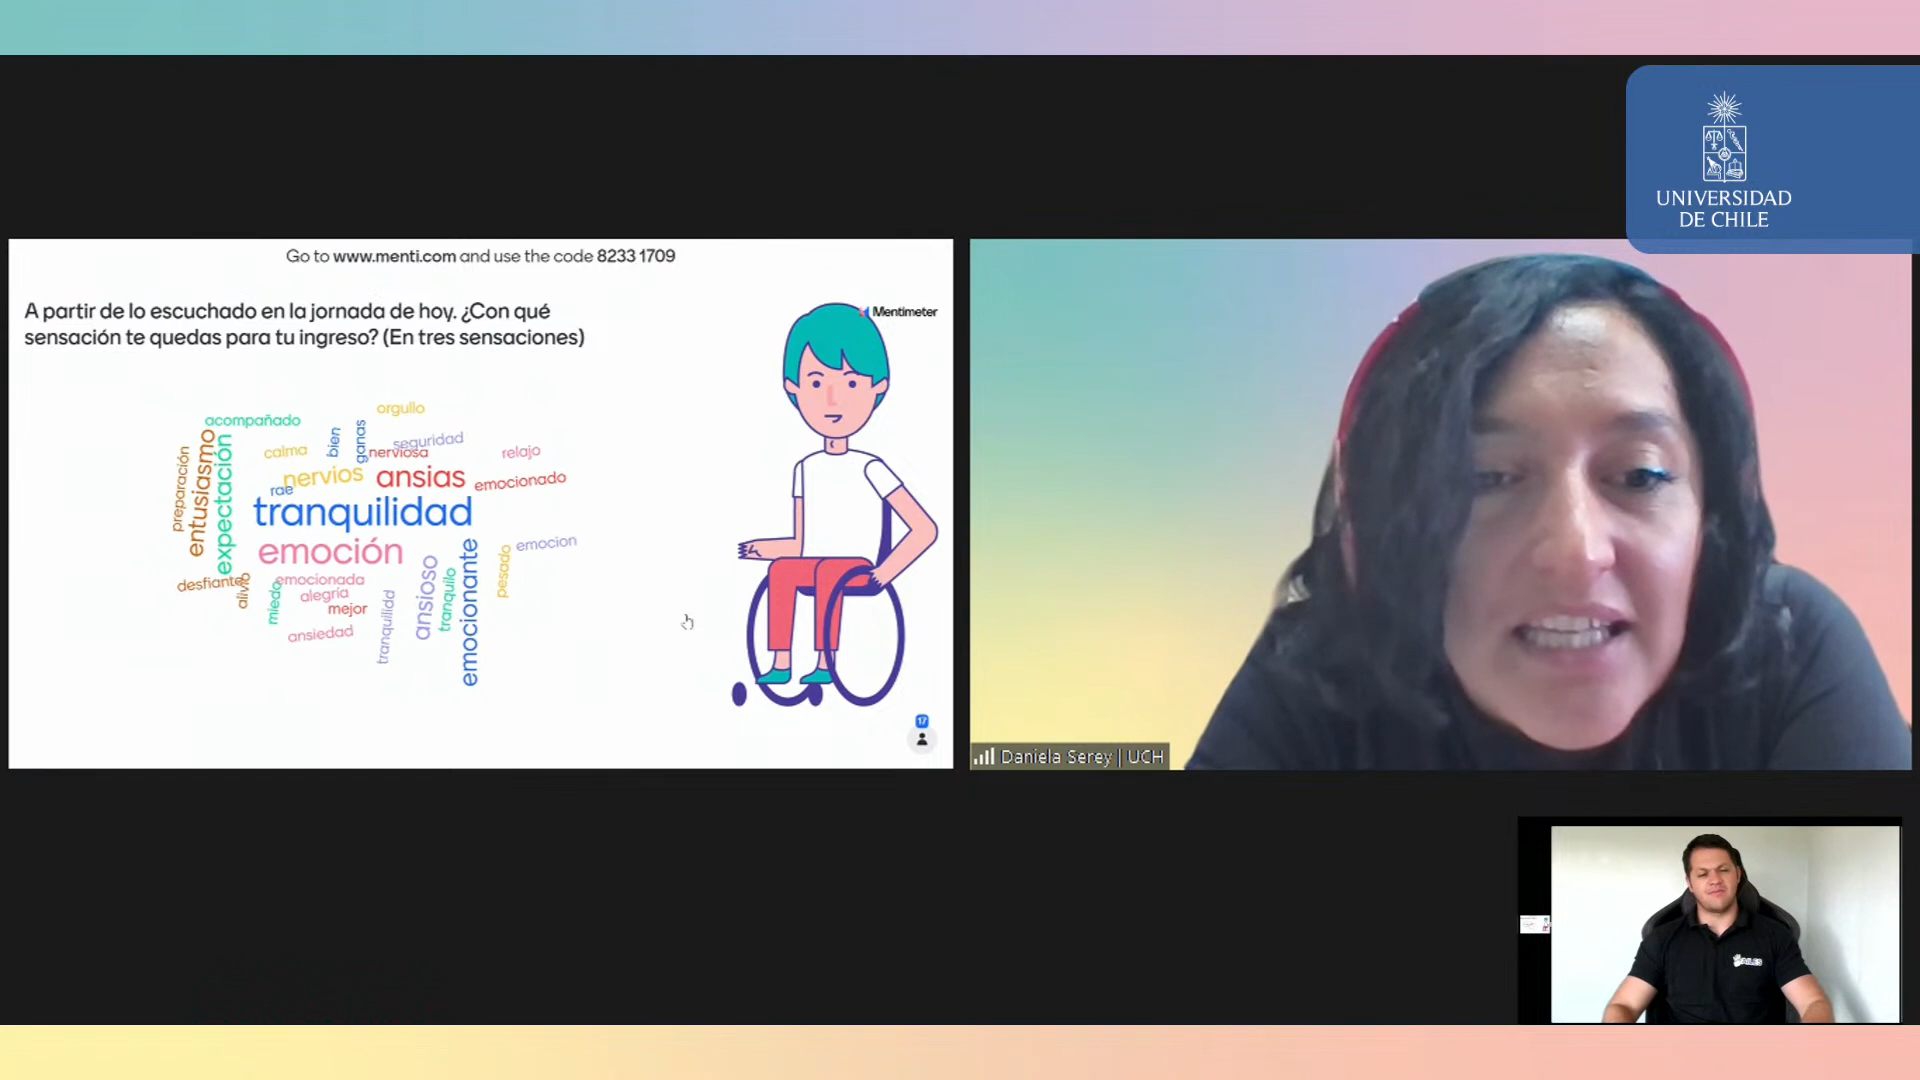 UNIVERSIDAD
DE CHILE
Go to www.menti.com and use the code 8233 1709
Mentimeter
A partir de lo escuchado en la jornada de hoy. ¿Con qué
sensación te quedas para tu ingreso? (En tres sensaciones)
orgullo
acompañado
bien
ganas
seguridad
calma
nerviosa
relajo
preparación
entusiasmo
expectación
nervios
ansias
emocionado
rae
tranquilidad
emoción
emocionante
emocion
pesado
desfiante
alivio
emocionada
miedo
alegría
mejor
ansioso
tranquilo
tranquilidd
ansiedad
17
Daniela Serey | UCH